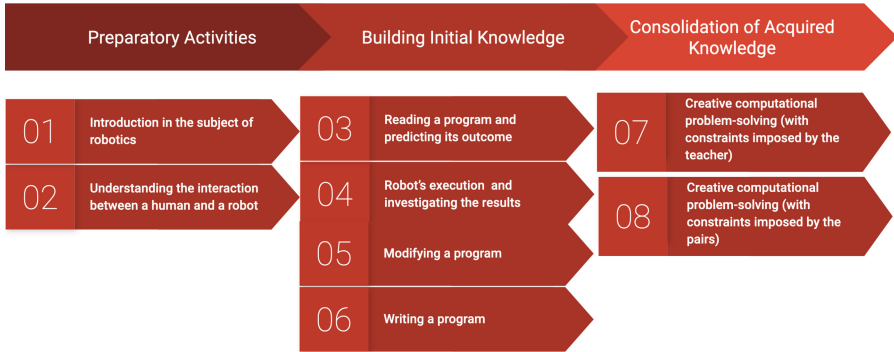 Preparatory Activities
Building Initial Knowledge
Consolidation of Acquired
Knowledge
01
Introduction in the subject of
robotics
02
Understanding the interaction
between a human and a robot
03
Reading a program and
predicting its outcome
04
Robot's execution and
investigating the results
05
Modifying a program
06
Writing a program
07
Creative computational
problem-solving (with
constraints imposed by the
teacher)
08
Creative computational
problem-solving (with
constraints imposed by the
pairs)